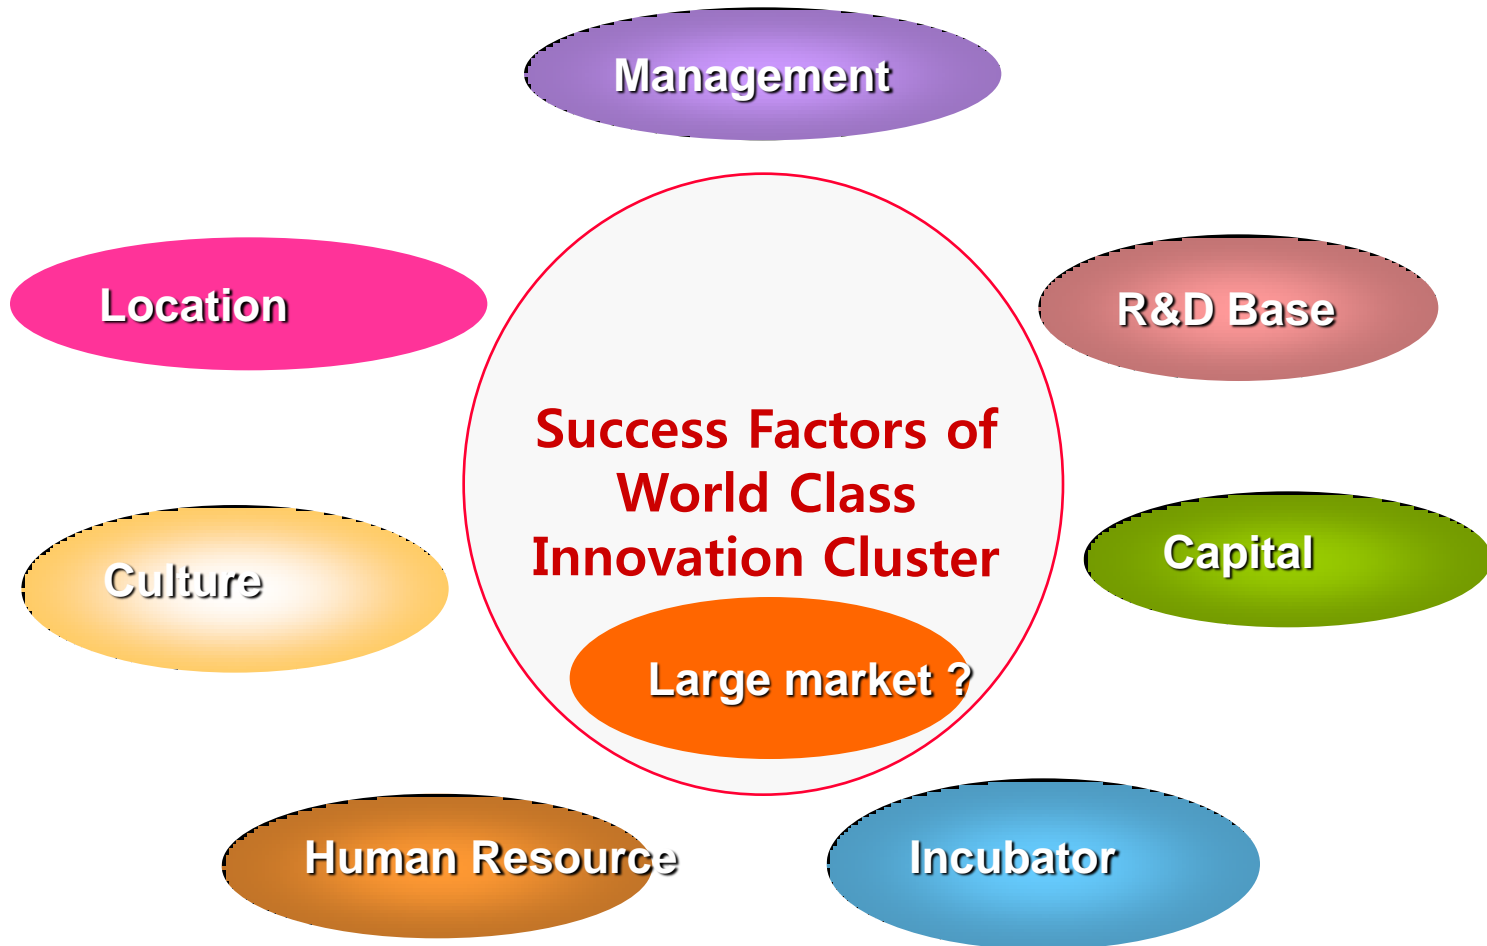 Management
Location
R&D Base
Success Factors of
World Class
Innovation Cluster
Capital
Culture
Large market ?
Human Resource
Incubator